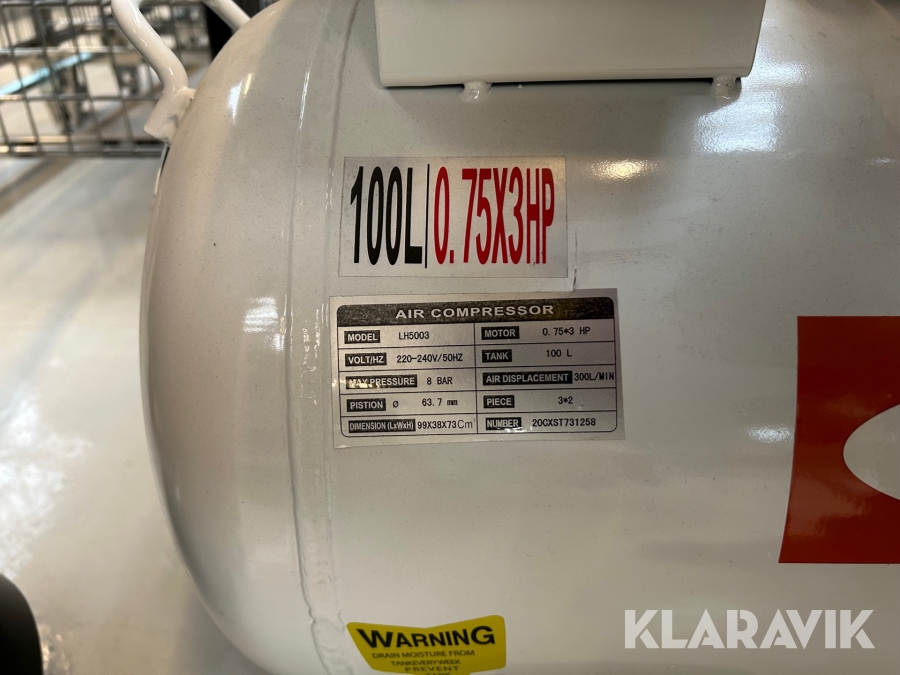 100L|0.75X3HP
AIR COMPRESSOR
MODEL LH5003 MOTOR 0.75*3 HP
VOLT/HZ 220-240V/50HZ TANK 100 L
MAX PRESSURE 8 BAR AIR DISPLACEMENT 300L/MIN
PISTION Ø 63.7 mm PIECE 3*2
DIMENSION (LxWxH) 99X38X73Cm NUMBER 20CXST731258
WARNING
DRAIN MOISTURE FROM
TANKEVERYWEEK
PREVENT
TANK
KLARAVIK